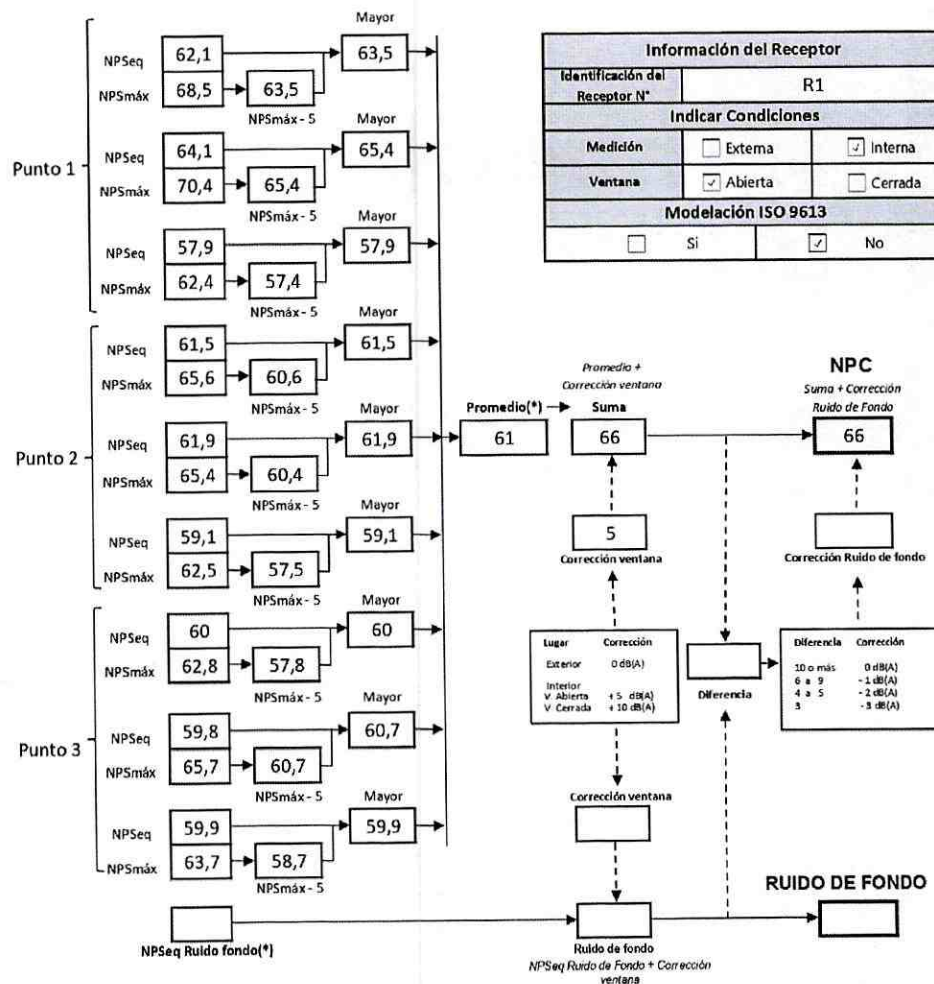 Información del Receptor
Identificación del Receptor N° R1
Indicar Condiciones
Medición Externa ✓ Interna
Ventana ✓ Abierta Cerrada
Modelación ISO 9613
Si ✓ No
Punto 1
Mayor
NPSeq 62,1 63,5
NPSmáx 68,5 63,5
NPSmáx - 5
Mayor
NPSeq 64,1 65,4
NPSmáx 70,4 65,4
NPSmáx - 5
Mayor
NPSeq 57,9 57,9
NPSmáx 62,4 57,4
NPSmáx - 5
Punto 2
Mayor
NPSeq 61,5 61,5
NPSmáx 65,6 60,6
NPSmáx - 5
Mayor
NPSeq 61,9 61,9
NPSmáx 65,4 60,4
NPSmáx - 5
Mayor
NPSeq 59,1 59,1
NPSmáx 62,5 57,5
NPSmáx - 5
Punto 3
Mayor
NPSeq 60 60
NPSmáx 62,8 57,8
NPSmáx - 5
Mayor
NPSeq 59,8 60,7
NPSmáx 65,7 60,7
NPSmáx - 5
Mayor
NPSeq 59,9 59,9
NPSmáx 63,7 58,7
NPSmáx - 5
NPSeq Ruido fondo(*)
Promedio(*)
61
Promedio +
Corrección ventana
Suma
66
NPC
Suma + Corrección
Ruido de Fondo
66
5
Corrección ventana
Corrección Ruido de fondo
Lugar Corrección
Exterior 0 dB(A)
Interior
V. Abierta + 5 dB(A)
V. Cerrada + 10 dB(A)
Diferencia
Diferencia Corrección
10 o más 0 dB(A)
6 a 9 - 1 dB(A)
4 a 5 - 2 dB(A)
3 - 3 dB(A)
Corrección ventana
Ruido de fondo
NPSeq Ruido de Fondo + Corrección
ventana
RUIDO DE FONDO